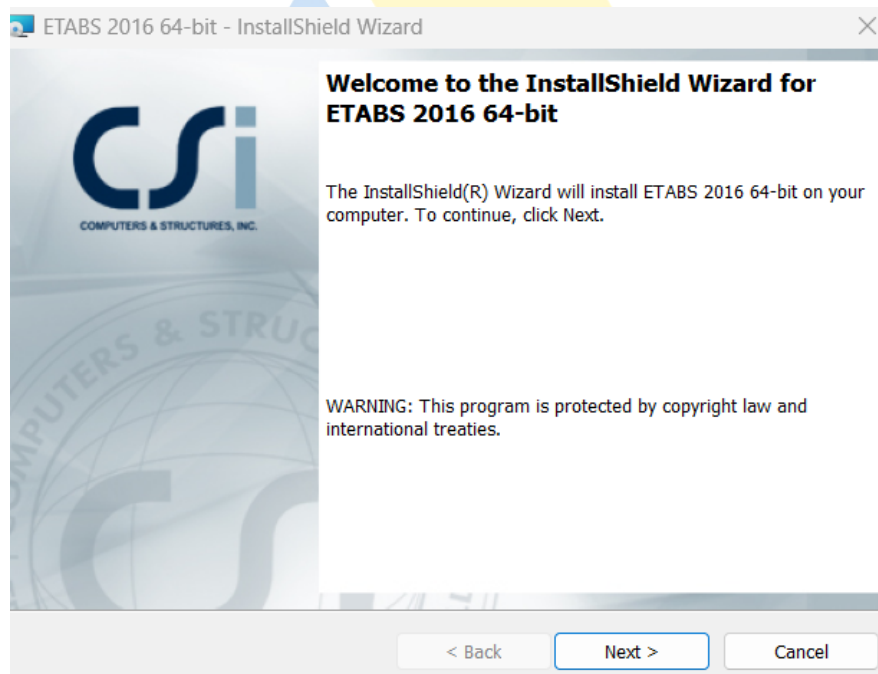 ETABS 2016 64-bit - InstallShield Wizard
Welcome to the InstallShield Wizard for
ETABS 2016 64-bit
CSi
COMPUTERS & STRUCTURES, INC.
The InstallShield(R) Wizard will install ETABS 2016 64-bit on your
computer. To continue, click Next.
WARNING: This program is protected by copyright law and
international treaties.
< Back
Next >
Cancel